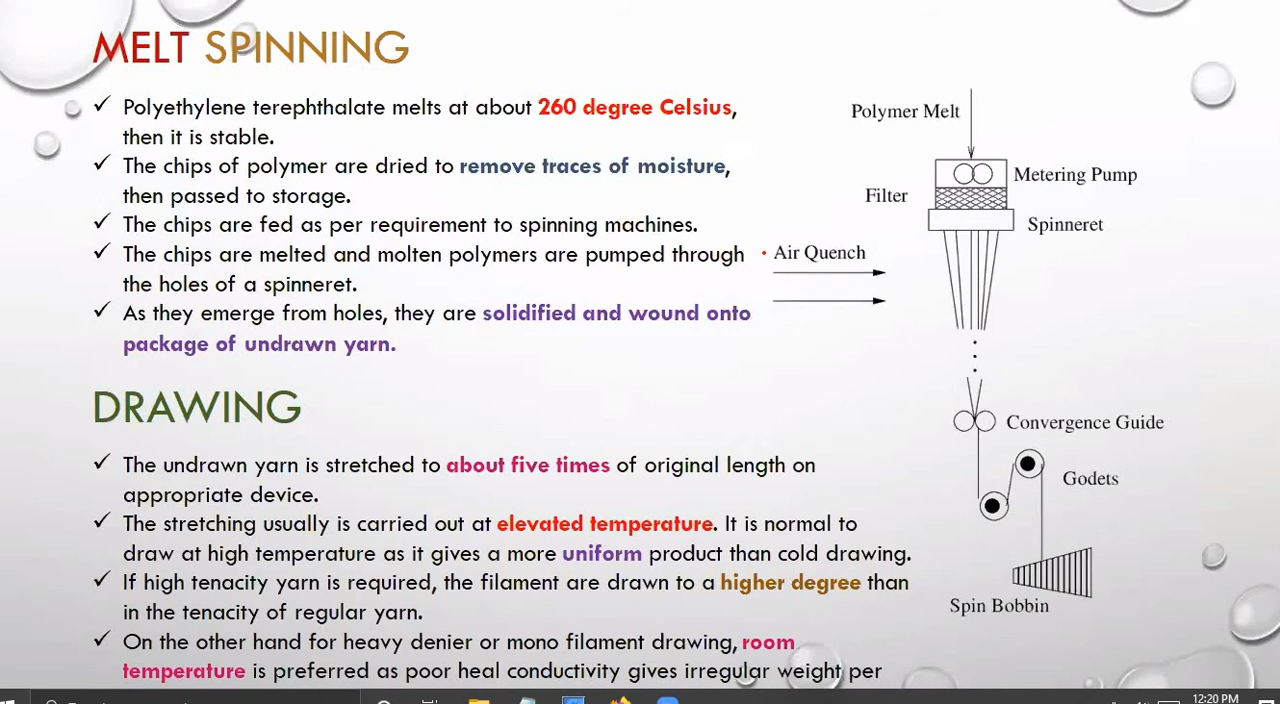 MELT SPINNING
Polyethylene terephthalate melts at about 260 degree Celsius,
then it is stable.
The chips of polymer are dried to remove traces of moisture,
then passed to storage.
The chips are fed as per requirement to spinning machines.
The chips are melted and molten polymers are pumped through
the holes of a spinneret.
As they emerge from holes, they are solidified and wound onto
package of undrawn yarn.
DRAWING
The undrawn yarn is stretched to about five times of original length on
appropriate device.
The stretching usually is carried out at elevated temperature. It is normal to
draw at high temperature as it gives a more uniform product than cold drawing.
If high tenacity yarn is required, the filament are drawn to a higher degree than
in the tenacity of regular yarn.
On the other hand for heavy denier or mono filament drawing, room
temperature is preferred as poor heal conductivity gives irregular weight per
Polymer Melt
Metering Pump
Filter
Spinneret
Air Quench
Convergence Guide
Godets
Spin Bobbin
12:20 PM